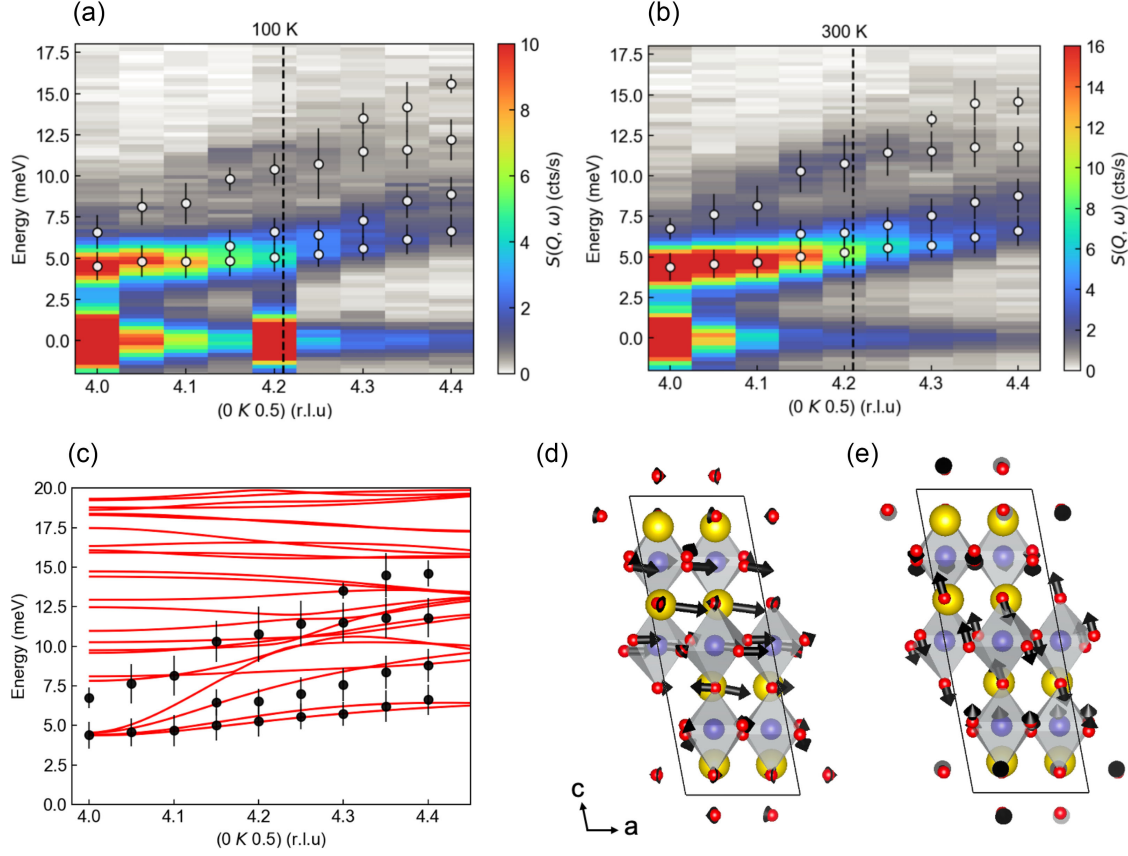 (a)
100 K
17.5
15.0
12.5
10.0
7.5
5.0
2.5
0.0
Energy (meV)
4.0 4.1 4.2 4.3 4.4
(0 K 0.5) (r.l.u)
10
8
6
4
2
0
S(Q, ω) (cts/s)
(b)
300 K
17.5
15.0
12.5
10.0
7.5
5.0
2.5
0.0
Energy (meV)
4.0 4.1 4.2 4.3 4.4
(0 K 0.5) (r.l.u)
16
14
12
10
8
6
4
2
0
S(Q, ω) (cts/s)
(c)
20.0
17.5
15.0
12.5
10.0
7.5
5.0
2.5
0.0
Energy (meV)
4.0 4.1 4.2 4.3 4.4
(0 K 0.5) (r.l.u)
(d)
c
a
(e)